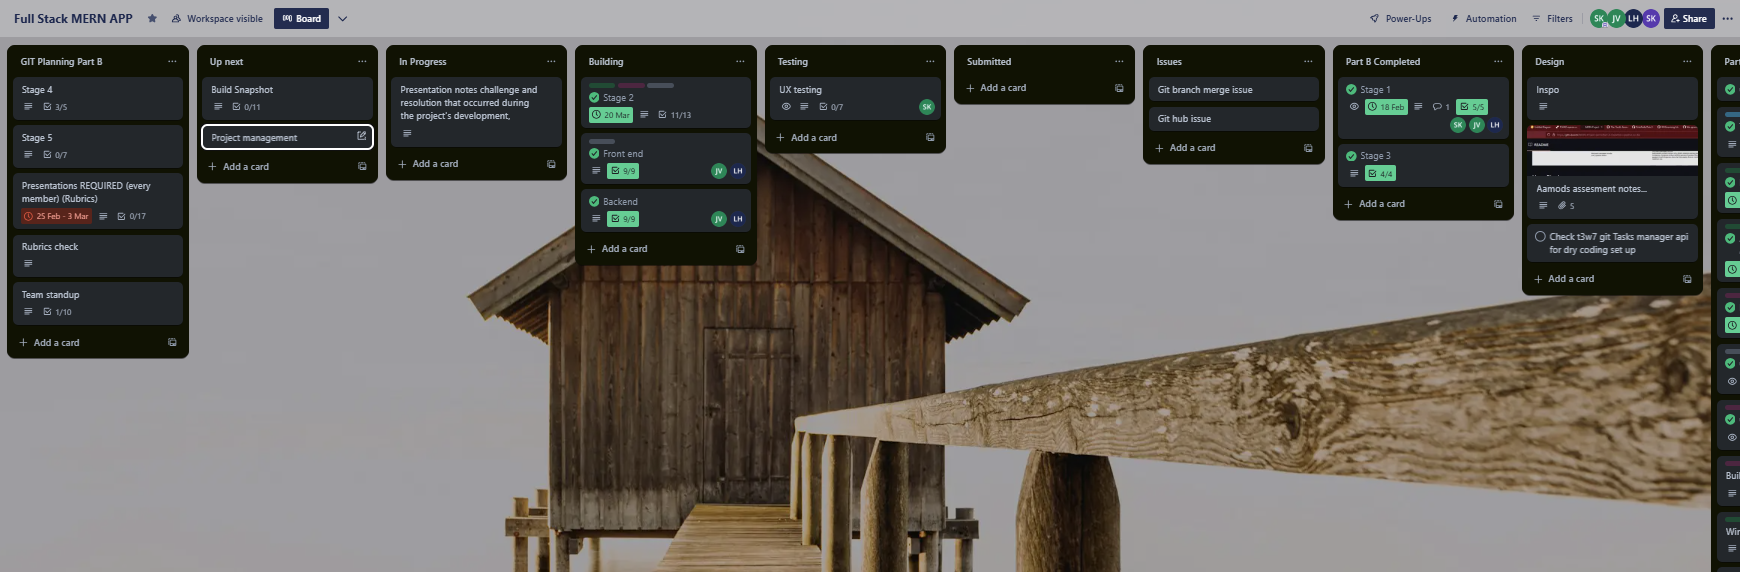 Full Stack MERN APP
Workspace visible
Board
Power-Ups
Automation
Filters
SK
JV
LH
SK
Share
GIT Planning Part B
Stage 4
3/5
Stage 5
0/7
Presentations REQUIRED (every
member) (Rubrics)
25 Feb - 3 Mar
0/17
Rubrics check
Team standup
1/10
Add a card
Up next
Build Snapshot
0/11
Project management
Add a card
In Progress
Presentation notes challenge and
resolution that occurred during
the project's development,
Add a card
Building
Stage 2
20 Mar
11/13
Front end
9/9
JV
LH
Backend
9/9
JV
LH
Add a card
Testing
UX testing
0/7
SK
Add a card
Submitted
Add a card
Issues
Git branch merge issue
Git hub issue
Add a card
Part B Completed
Stage 1
18 Feb
1
5/5
SK
JV
LH
Stage 3
4/4
Add a card
Design
Inspo
README
Aamods assesment notes...
5
Check t3w7 git Tasks manager api
for dry coding set up
Add a card
Part
Bui
Wir